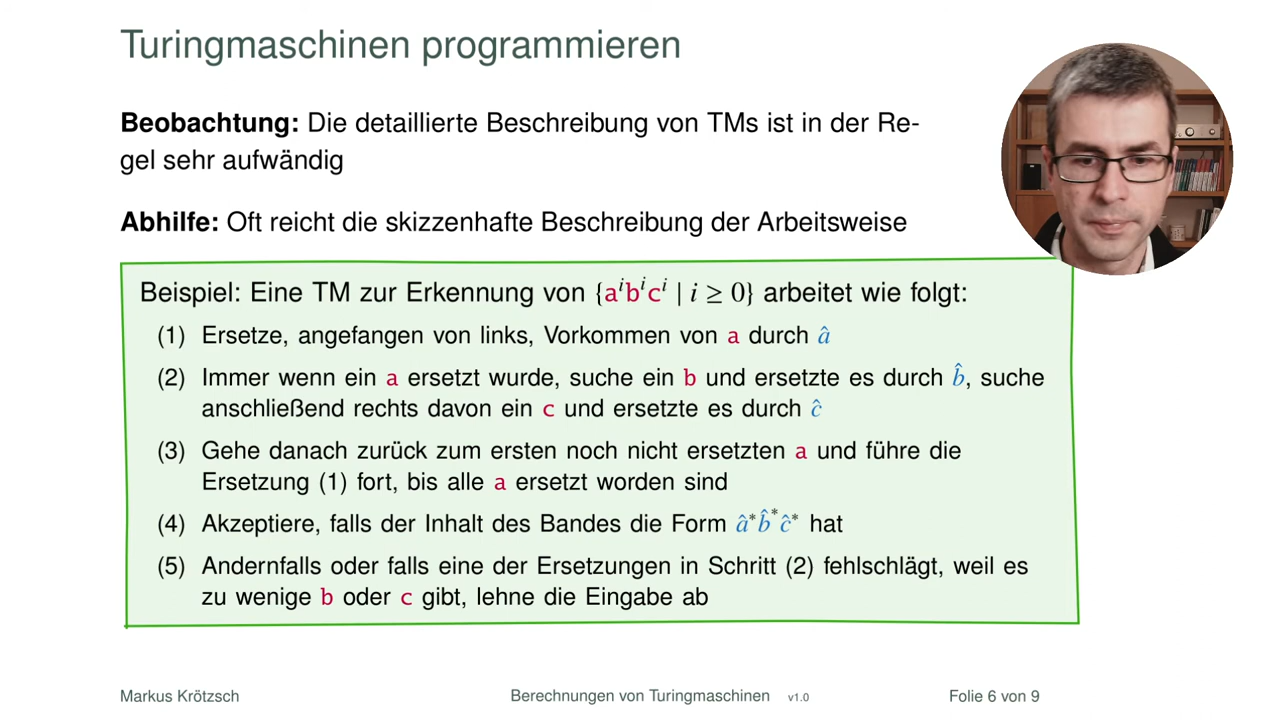 Turingmaschinen programmieren
Beobachtung: Die detaillierte Beschreibung von TMs ist in der Re-
gel sehr aufwändig
Abhilfe: Oft reicht die skizzenhafte Beschreibung der Arbeitsweise
Beispiel: Eine TM zur Erkennung von {aⁱbⁱcⁱ | i ≥ 0} arbeitet wie folgt:
(1) Ersetze, angefangen von links, Vorkommen von a durch â
(2) Immer wenn ein a ersetzt wurde, suche ein b und ersetzte es durch b̂, suche
anschließend rechts davon ein c und ersetzte es durch ĉ
(3) Gehe danach zurück zum ersten noch nicht ersetzten a und führe die
Ersetzung (1) fort, bis alle a ersetzt worden sind
(4) Akzeptiere, falls der Inhalt des Bandes die Form â*b̂*ĉ* hat
(5) Andernfalls oder falls eine der Ersetzungen in Schritt (2) fehlschlägt, weil es
zu wenige b oder c gibt, lehne die Eingabe ab
Markus Krötzsch Berechnungen von Turingmaschinen v1.0 Folie 6 von 9